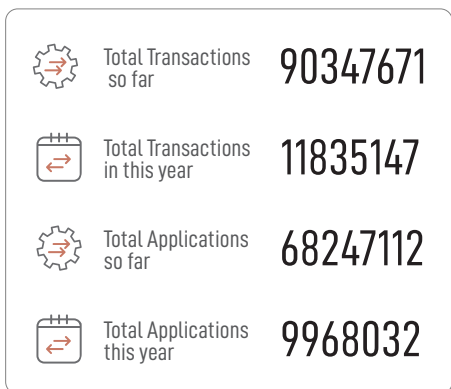 Total Transactions
so far
90347671
Total Transactions
in this year
11835147
Total Applications
so far
68247112
Total Applications
this year
9968032